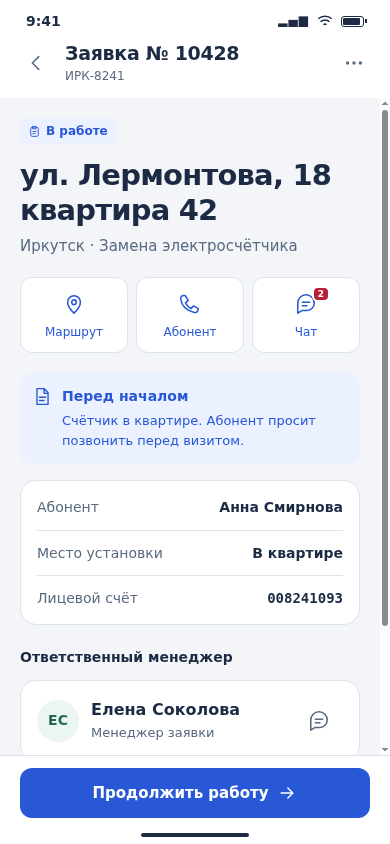 9:41
Заявка № 10428
ИРК-8241
В работе
ул. Лермонтова, 18
квартира 42
Иркутск · Замена электросчётчика
Маршрут
Абонент
2
Чат
Перед началом
Счётчик в квартире. Абонент просит
позвонить перед визитом.
Абонент Анна Смирнова
Место установки В квартире
Лицевой счёт 008241093
Ответственный менеджер
ЕС
Елена Соколова
Менеджер заявки
Продолжить работу →